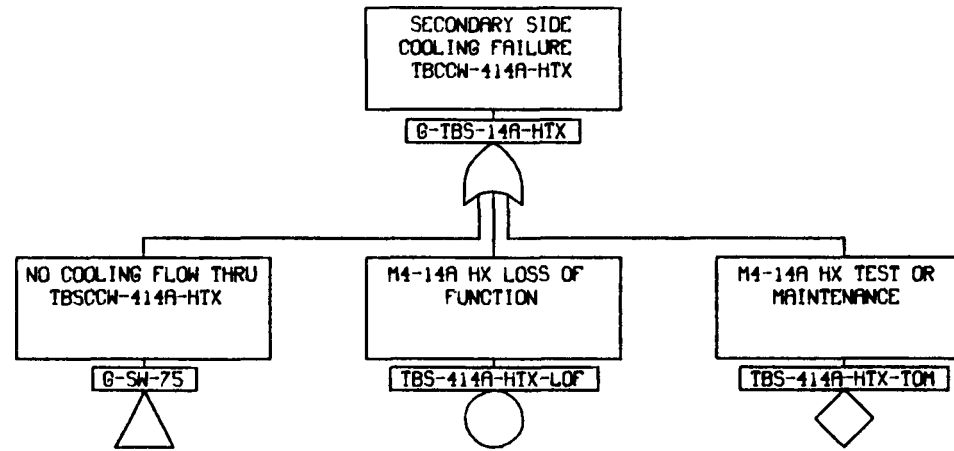 SECONDARY SIDE
COOLING FAILURE
TBCCW-414A-HTX
G-TBS-14A-HTX
NO COOLING FLOW THRU
TBSCCW-414A-HTX
M4-14A HX LOSS OF
FUNCTION
M4-14A HX TEST OR
MAINTENANCE
G-SW-75
TBS-414A-HTX-LOF
TBS-414A-HTX-TOM